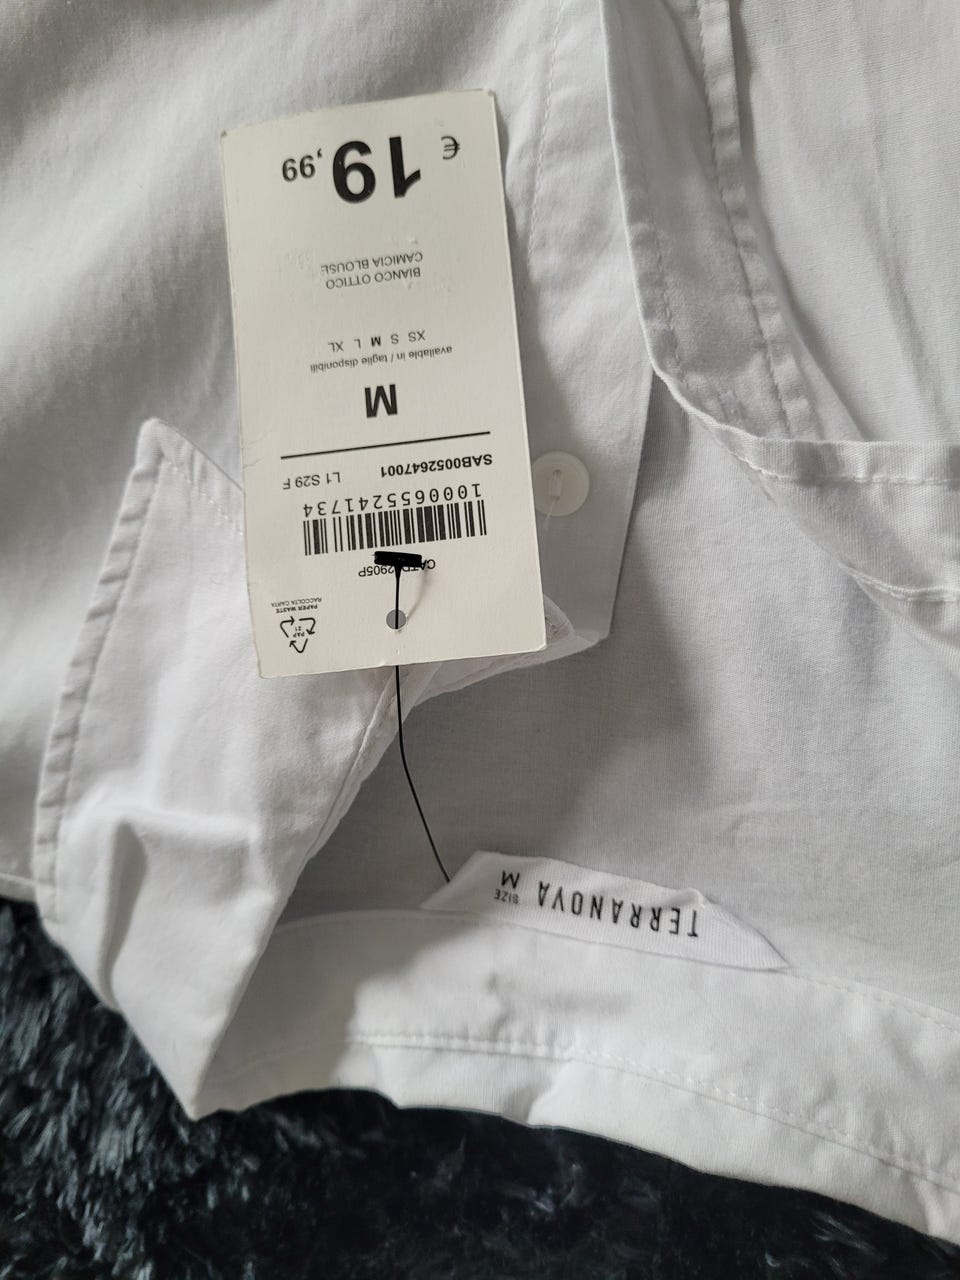 € 19,99
BIANCO OTTICO
CAMICIA BLOUSE
XS S M L XL
available in / taglie disponibili
M
SAB0052647001 L1 S29 F
1000655241734
PAP
21
PAPER WASTE
RACCOLTA CARTA
TERRANOVA
SIZE
M